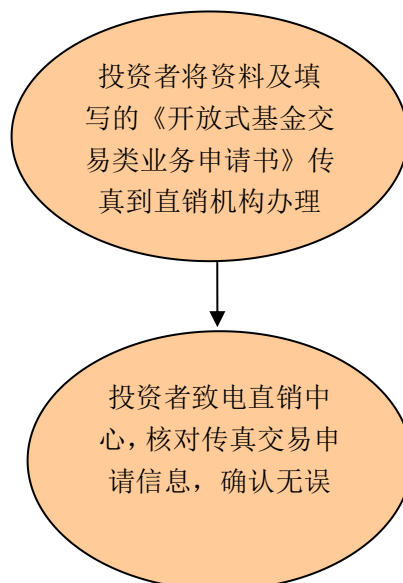 投资者将资料及填
写的《开放式基金交
易类业务申请书》传
真到直销机构办理
投资者致电直销中
心，核对传真交易申
请信息，确认无误